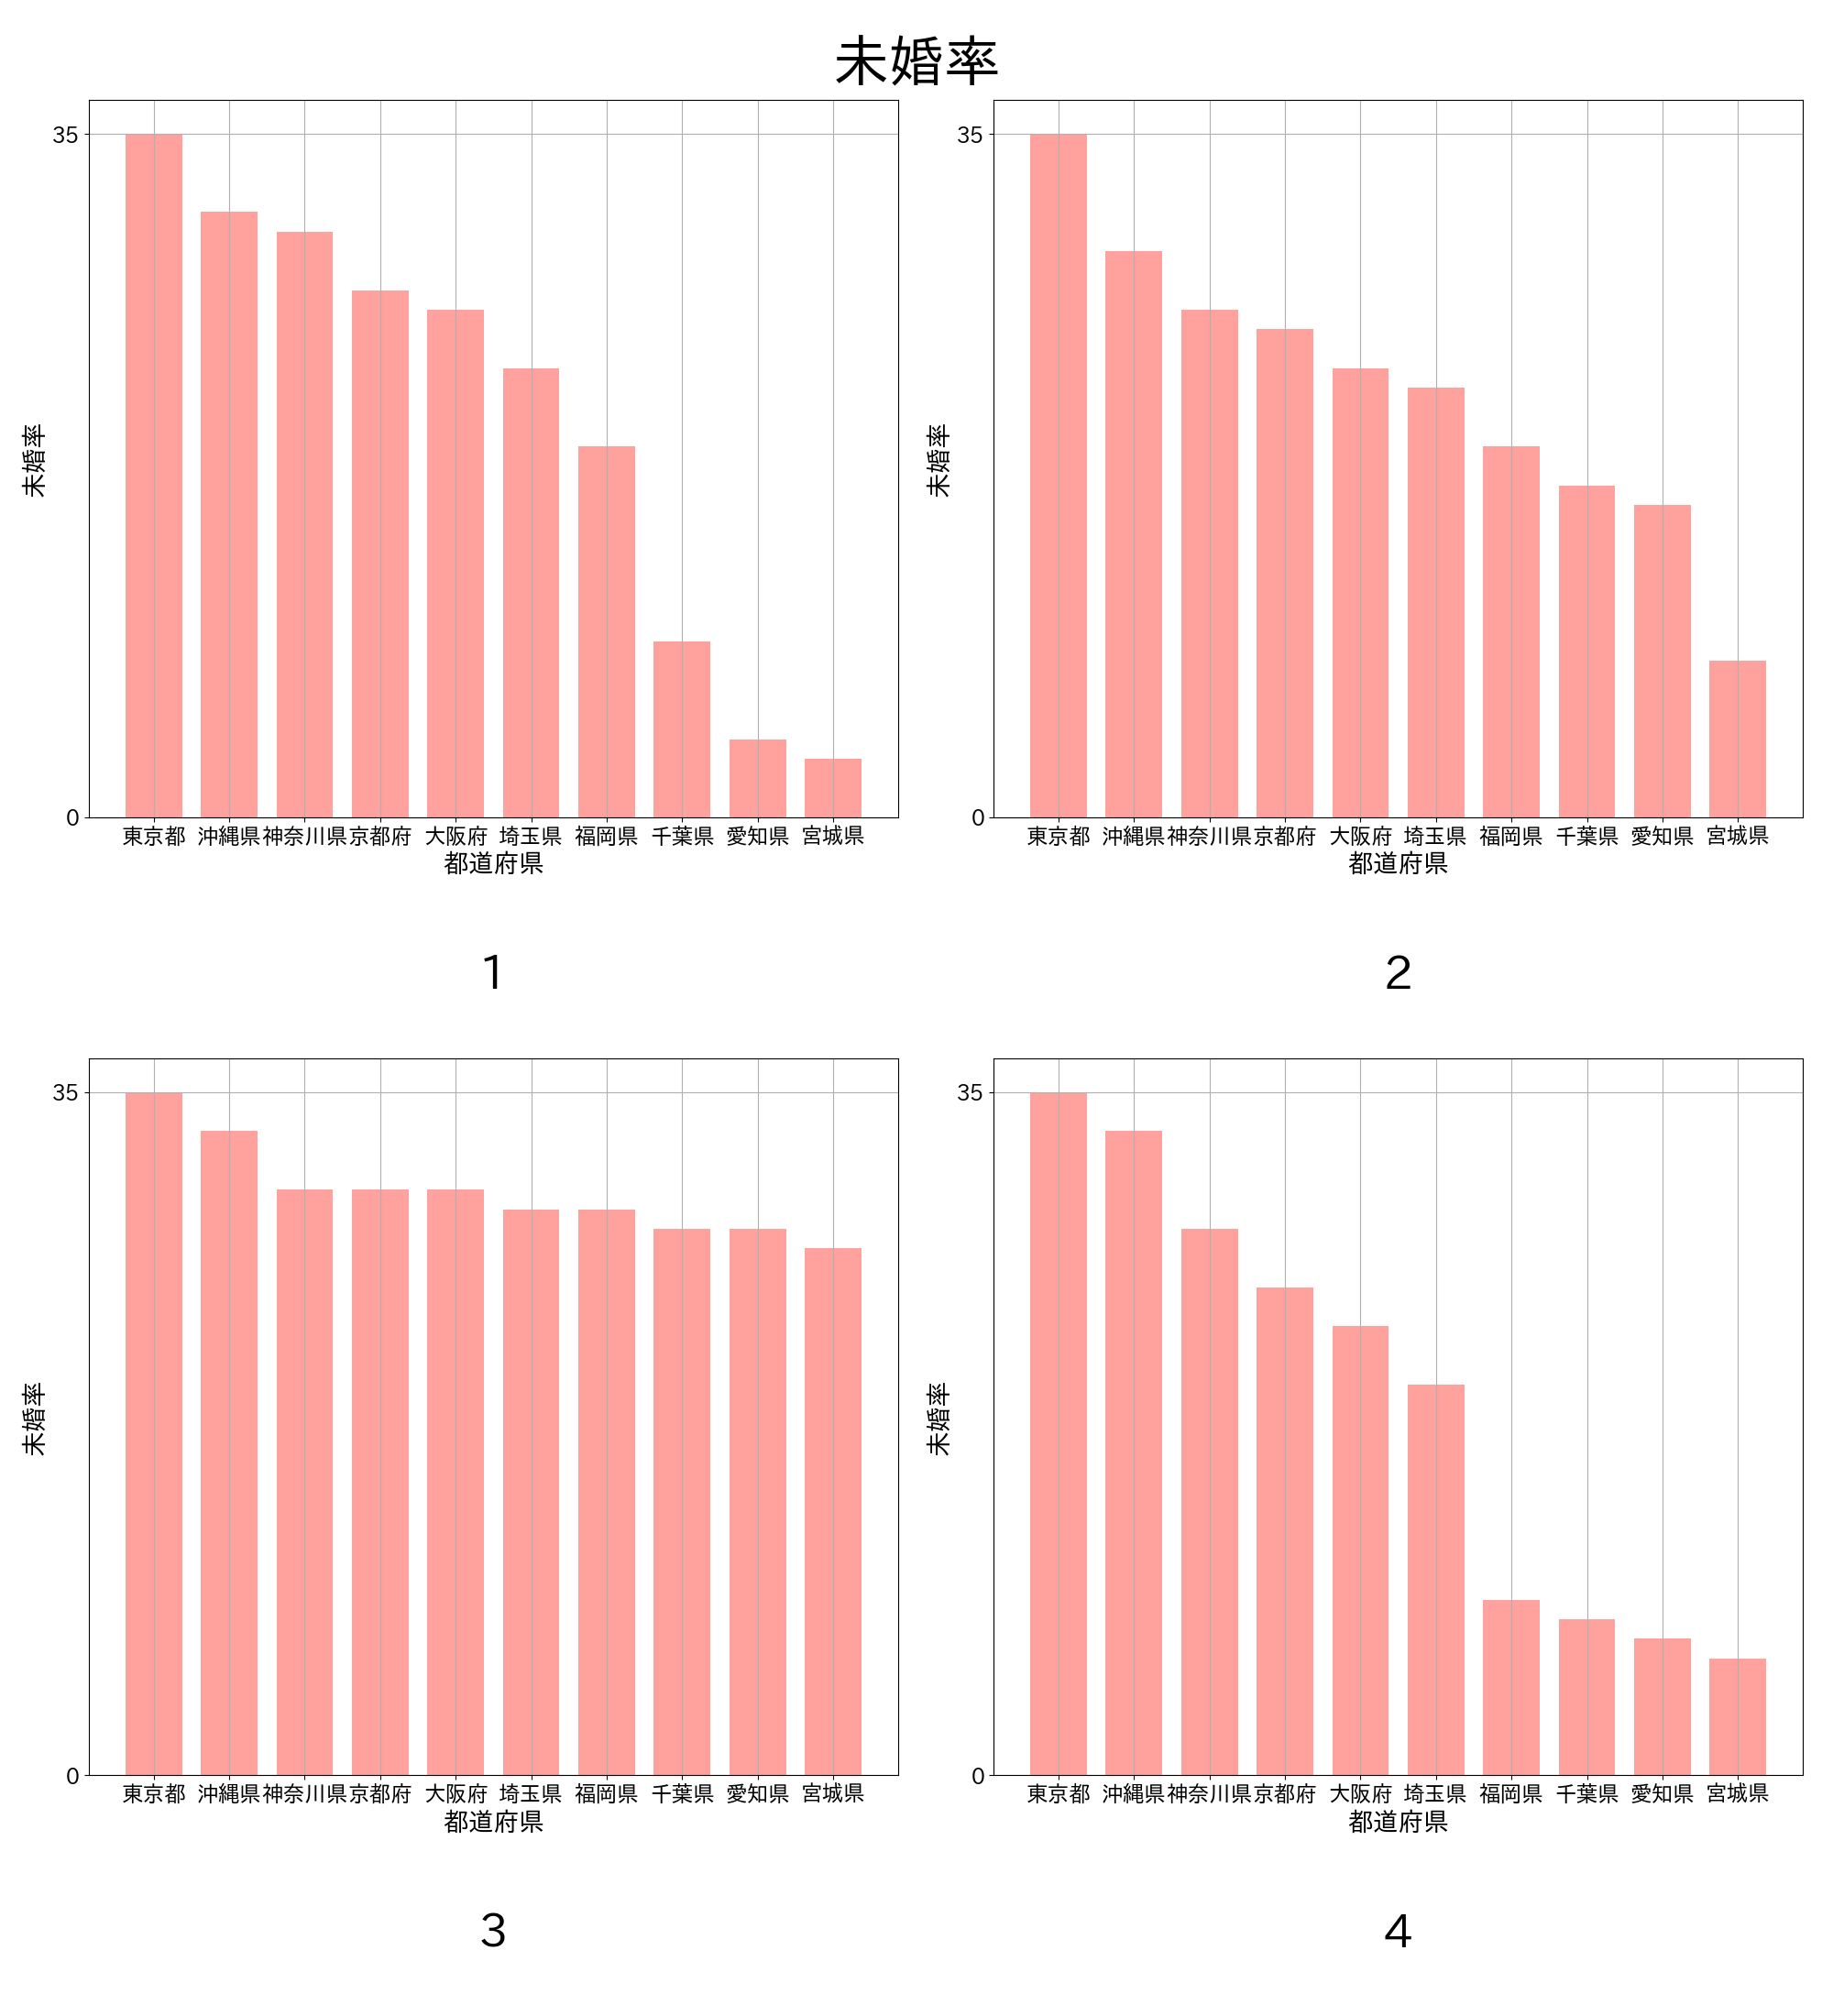 未婚率
35
0
未婚率
東京都 沖縄県 神奈川県 京都府 大阪府 埼玉県 福岡県 千葉県 愛知県 宮城県
都道府県
1
35
0
未婚率
東京都 沖縄県 神奈川県 京都府 大阪府 埼玉県 福岡県 千葉県 愛知県 宮城県
都道府県
2
35
0
未婚率
東京都 沖縄県 神奈川県 京都府 大阪府 埼玉県 福岡県 千葉県 愛知県 宮城県
都道府県
3
35
0
未婚率
東京都 沖縄県 神奈川県 京都府 大阪府 埼玉県 福岡県 千葉県 愛知県 宮城県
都道府県
4